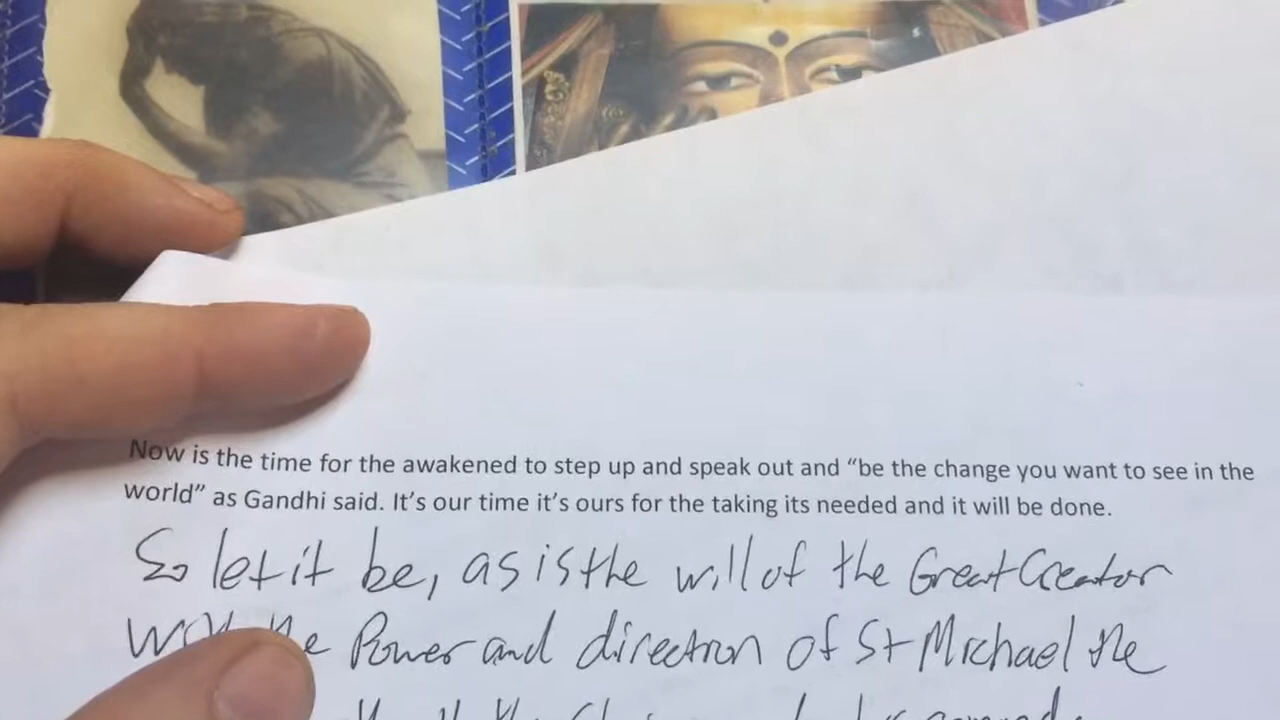 Now is the time for the awakened to step up and speak out and “be the change you want to see in the
world” as Gandhi said. It’s our time it’s ours for the taking its needed and it will be done.
So let it be, as is the will of the Great Creator
the Power and direction of St Michael the